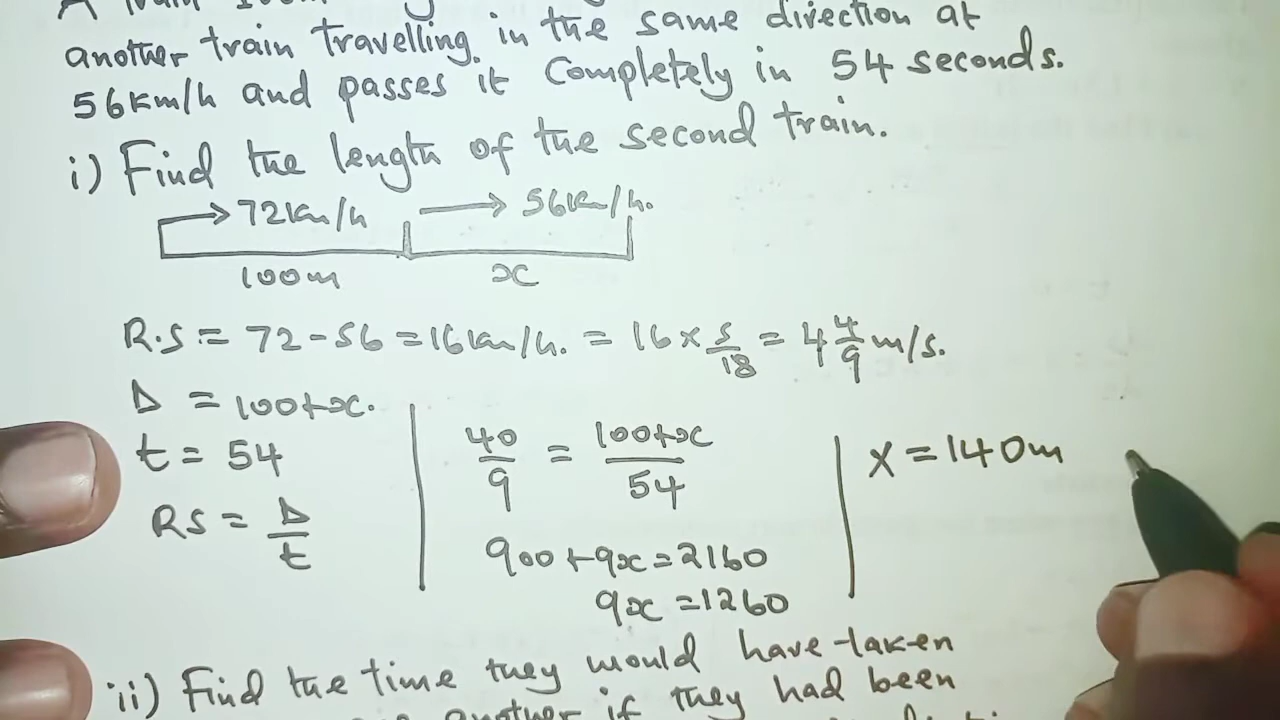 A train
another train travelling in the same direction at
56km/h and passes it completely in 54 seconds.
i) Find the length of the second train.
72km/h 56km/h.
100m x
R.S = 72-56 = 16km/h. = 16 × 5/18 = 4 4/9 m/s.
D = 100+x.
t = 54
RS = D/t
40/9 = 100+x/54
900+9x=2160
9x=1260
x = 140m
ii) Find the time they would have taken
another if they had been